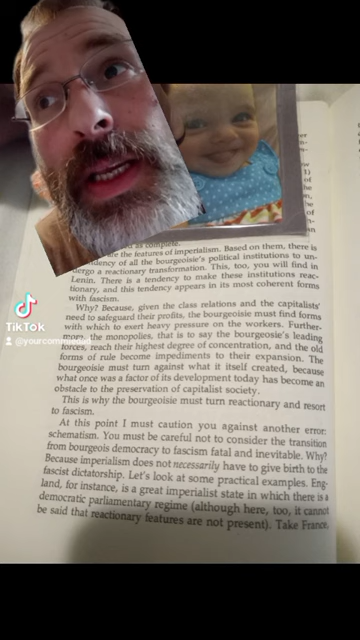 as complete.
are the features of imperialism. Based on them, there is
dency of all the bourgeoisie's political institutions to un-
dergo a reactionary transformation. This, too, you will find in
Lenin. There is a tendency to make these institutions reac-
tionary, and this tendency appears in its most coherent forms
with fascism.
Why? Because, given the class relations and the capitalists'
need to safeguard their profits, the bourgeoisie must find forms
with which to exert heavy pressure on the workers. Further-
more, the monopolies, that is to say the bourgeoisie's leading
forces, reach their highest degree of concentration, and the old
forms of rule become impediments to their expansion. The
bourgeoisie must turn against what it itself created, because
what once was a factor of its development today has become an
obstacle to the preservation of capitalist society.
This is why the bourgeoisie must turn reactionary and resort
to fascism.
At this point I must caution you against another error:
schematism. You must be careful not to consider the transition
from bourgeois democracy to fascism fatal and inevitable. Why?
Because imperialism does not necessarily have to give birth to the
fascist dictatorship. Let's look at some practical examples. Eng-
land, for instance, is a great imperialist state in which there is a
democratic parliamentary regime (although here, too, it cannot
be said that reactionary features are not present). Take France,
TikTok